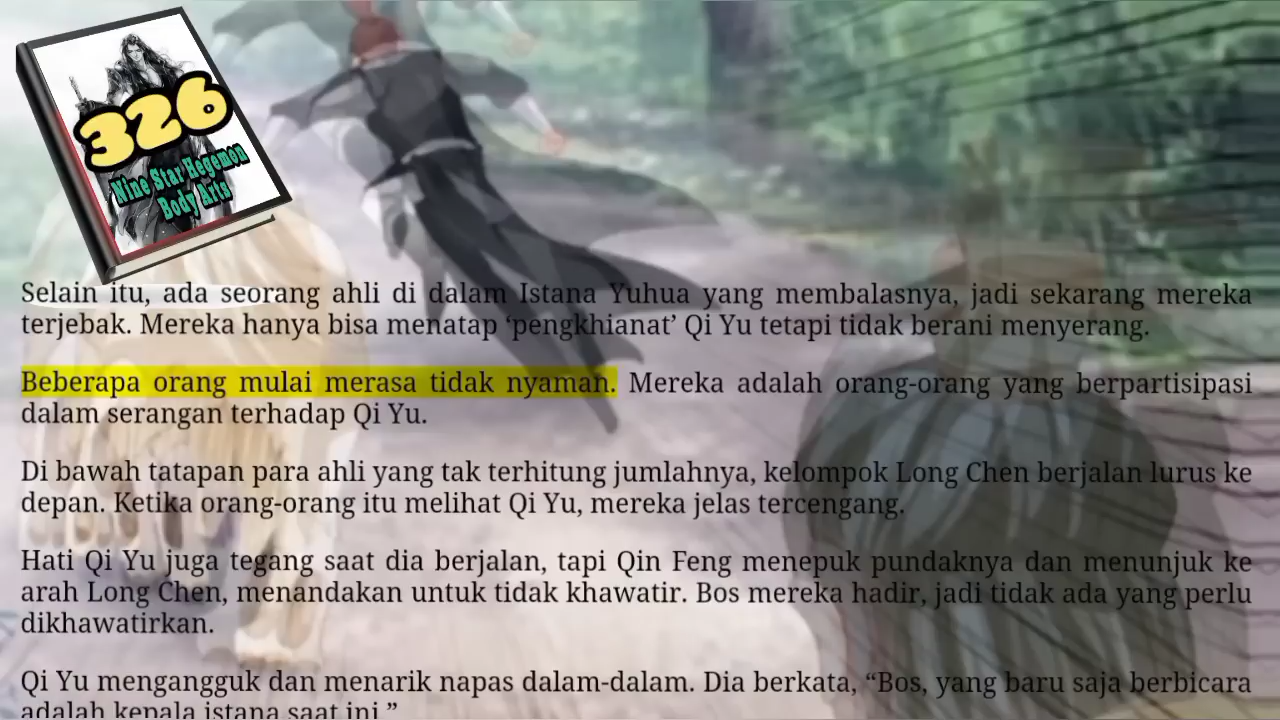 326
Nine Star Hegemon
Body Arts
Selain itu, ada seorang ahli di dalam Istana Yuhua yang membalasnya, jadi sekarang mereka
terjebak. Mereka hanya bisa menatap ‘pengkhianat’ Qi Yu tetapi tidak berani menyerang.
Beberapa orang mulai merasa tidak nyaman. Mereka adalah orang-orang yang berpartisipasi
dalam serangan terhadap Qi Yu.
Di bawah tatapan para ahli yang tak terhitung jumlahnya, kelompok Long Chen berjalan lurus ke
depan. Ketika orang-orang itu melihat Qi Yu, mereka jelas tercengang.
Hati Qi Yu juga tegang saat dia berjalan, tapi Qin Feng menepuk pundaknya dan menunjuk ke
arah Long Chen, menandakan untuk tidak khawatir. Bos mereka hadir, jadi tidak ada yang perlu
dikhawatirkan.
Qi Yu mengangguk dan menarik napas dalam-dalam. Dia berkata, “Bos, yang baru saja berbicara
adalah kepala istana saat ini.”